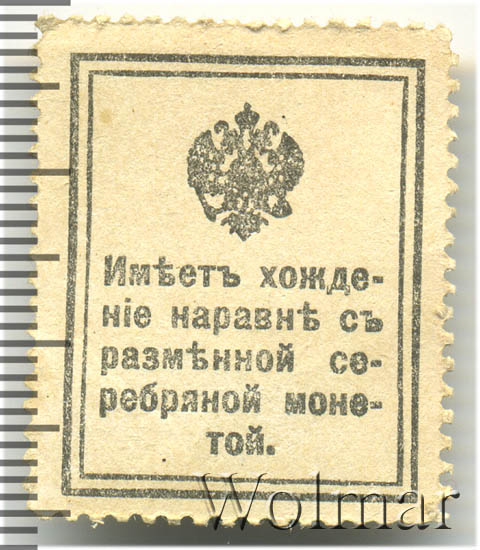 Имѣетъ хожде-
ніе наравнѣ съ
размѣнной се-
ребряной моне-
той.
Wolmar